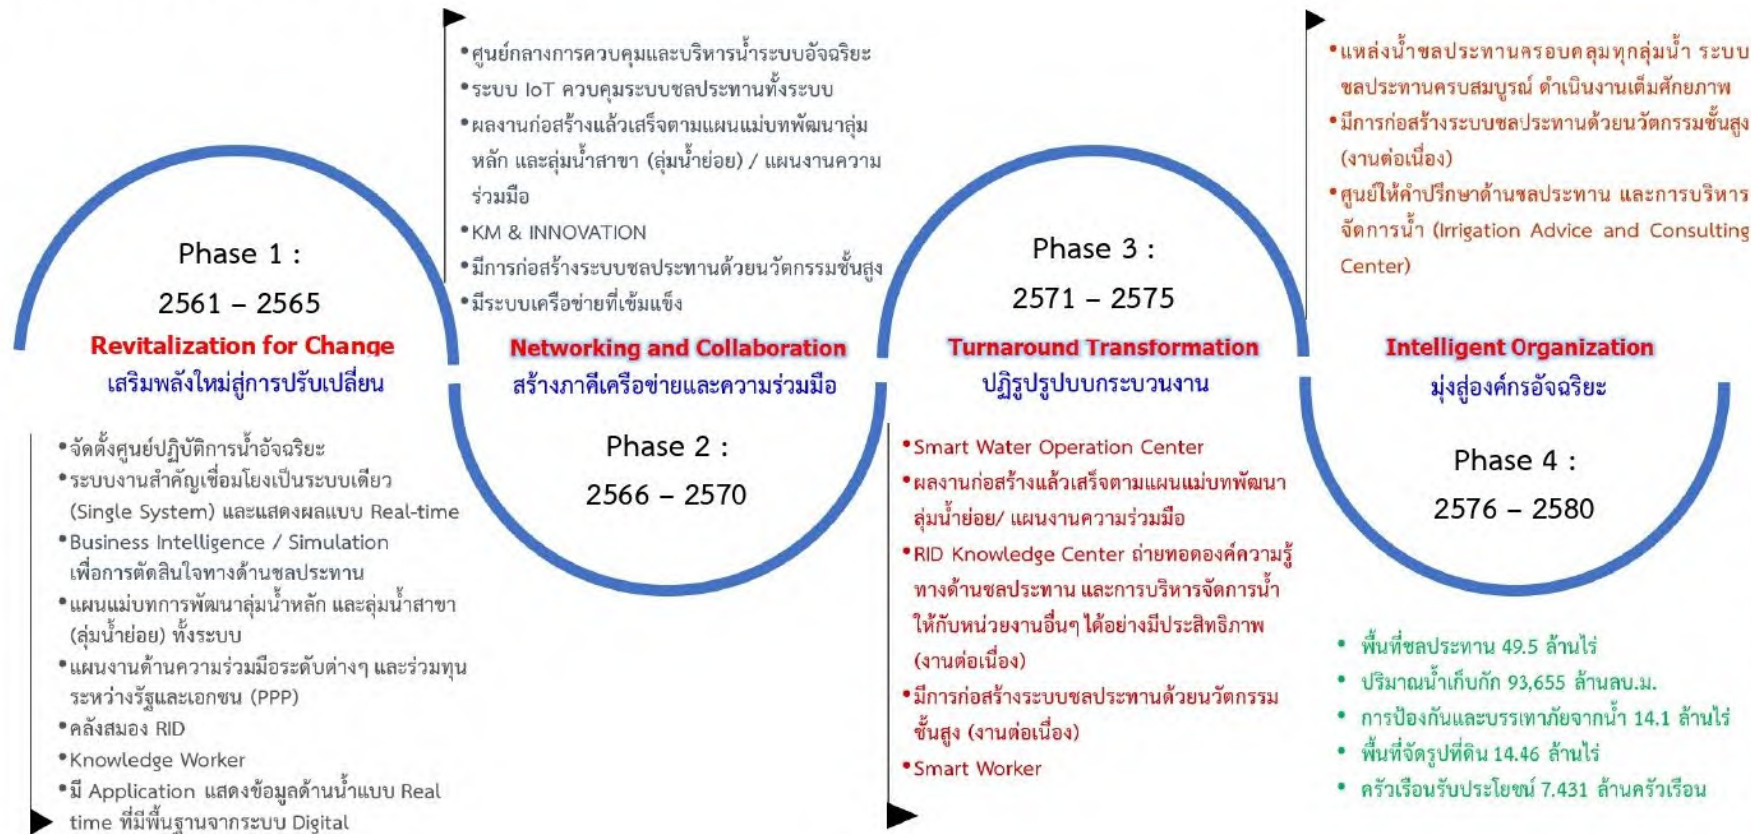 Phase 1 :
2561 – 2565
Revitalization for Change
เสริมพลังใหม่สู่การปรับเปลี่ยน
•จัดตั้งศูนย์ปฏิบัติการน้ำอัจฉริยะ
•ระบบงานสำคัญเชื่อมโยงเป็นระบบเดียว
(Single System) และแสดงผลแบบ Real-time
•Business Intelligence / Simulation
เพื่อการตัดสินใจทางด้านชลประทาน
•แผนแม่บทการพัฒนาลุ่มน้ำหลัก และลุ่มน้ำสาขา
(ลุ่มน้ำย่อย) ทั้งระบบ
•แผนงานด้านความร่วมมือระดับต่างๆ และร่วมทุน
ระหว่างรัฐและเอกชน (PPP)
•คลังสมอง RID
•Knowledge Worker
•มี Application แสดงข้อมูลด้านน้ำแบบ Real
time ที่มีพื้นฐานจากระบบ Digital
•ศูนย์กลางการควบคุมและบริหารน้ำระบบอัจฉริยะ
•ระบบ IoT ควบคุมระบบชลประทานทั้งระบบ
•ผลงานก่อสร้างแล้วเสร็จตามแผนแม่บทพัฒนาลุ่ม
หลัก และลุ่มน้ำสาขา (ลุ่มน้ำย่อย) / แผนงานความ
ร่วมมือ
•KM & INNOVATION
•มีการก่อสร้างระบบชลประทานด้วยนวัตกรรมชั้นสูง
•มีระบบเครือข่ายที่เข้มแข็ง
Networking and Collaboration
สร้างภาคีเครือข่ายและความร่วมมือ
Phase 2 :
2566 – 2570
Phase 3 :
2571 – 2575
Turnaround Transformation
ปฏิรูปรูปบบกระบวนงาน
•Smart Water Operation Center
•ผลงานก่อสร้างแล้วเสร็จตามแผนแม่บทพัฒนา
ลุ่มน้ำย่อย/ แผนงานความร่วมมือ
•RID Knowledge Center ถ่ายทอดองค์ความรู้
ทางด้านชลประทาน และการบริหารจัดการน้ำ
ให้กับหน่วยงานอื่นๆ ได้อย่างมีประสิทธิภาพ
(งานต่อเนื่อง)
•มีการก่อสร้างระบบชลประทานด้วยนวัตกรรม
ชั้นสูง (งานต่อเนื่อง)
•Smart Worker
•แหล่งน้ำชลประทานครอบคลุมทุกลุ่มน้ำ ระบบ
ชลประทานครบสมบูรณ์ ดำเนินงานเต็มศักยภาพ
•มีการก่อสร้างระบบชลประทานด้วยนวัตกรรมชั้นสูง
(งานต่อเนื่อง)
•ศูนย์ให้คำปรึกษาด้านชลประทาน และการบริหาร
จัดการน้ำ (Irrigation Advice and Consulting
Center)
Intelligent Organization
มุ่งสู่องค์กรอัจฉริยะ
Phase 4 :
2576 – 2580
• พื้นที่ชลประทาน 49.5 ล้านไร่
• ปริมาณน้ำเก็บกัก 93,655 ล้านลบ.ม.
• การป้องกันและบรรเทาภัยจากน้ำ 14.1 ล้านไร่
• พื้นที่จัดรูปที่ดิน 14.46 ล้านไร่
• ครัวเรือนรับประโยชน์ 7.431 ล้านครัวเรือน